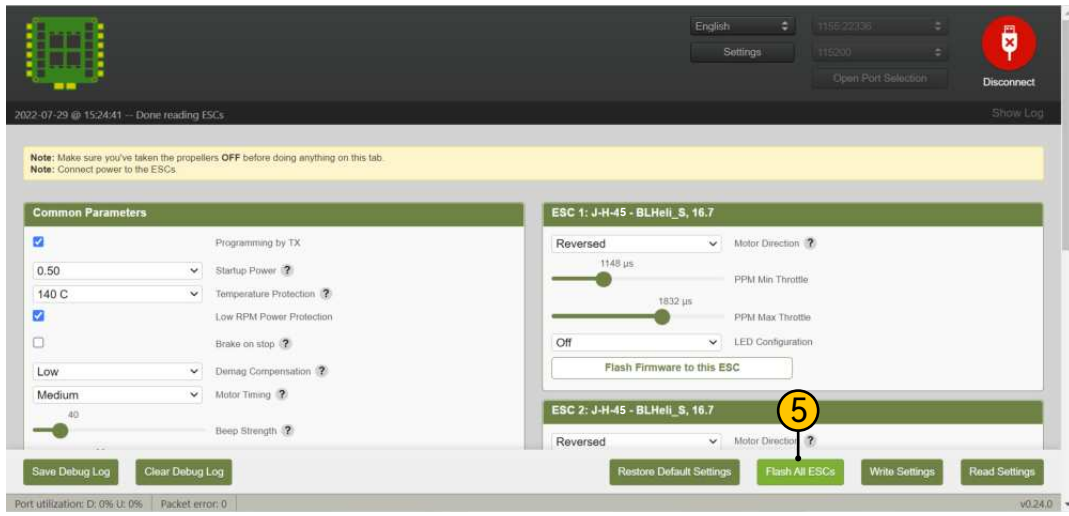 English
1155:22336
Settings
115200
Open Port Selection
Disconnect
2022-07-29 @ 15:24:41 -- Done reading ESCs
Show Log
Note: Make sure you've taken the propellers OFF before doing anything on this tab.
Note: Connect power to the ESCs.
Common Parameters
Programming by TX
0.50 Startup Power ?
140 C Temperature Protection ?
Low RPM Power Protection
Brake on stop ?
Low Demag Compensation ?
Medium Motor Timing ?
40
Beep Strength ?
ESC 1: J-H-45 - BLHeli_S, 16.7
Reversed Motor Direction ?
1148 µs
PPM Min Throttle
1832 µs
PPM Max Throttle
Off LED Configuration
Flash Firmware to this ESC
ESC 2: J-H-45 - BLHeli_S, 16.7
5
Reversed Motor Direction ?
Save Debug Log Clear Debug Log Restore Default Settings Flash All ESCs Write Settings Read Settings
Port utilization: D: 0% U: 0% Packet error: 0 v0.24.0